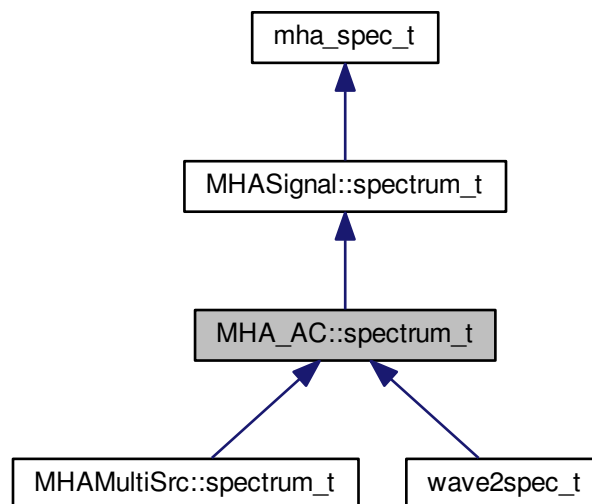 mha_spec_t
MHASignal::spectrum_t
MHA_AC::spectrum_t
MHAMultiSrc::spectrum_t
wave2spec_t